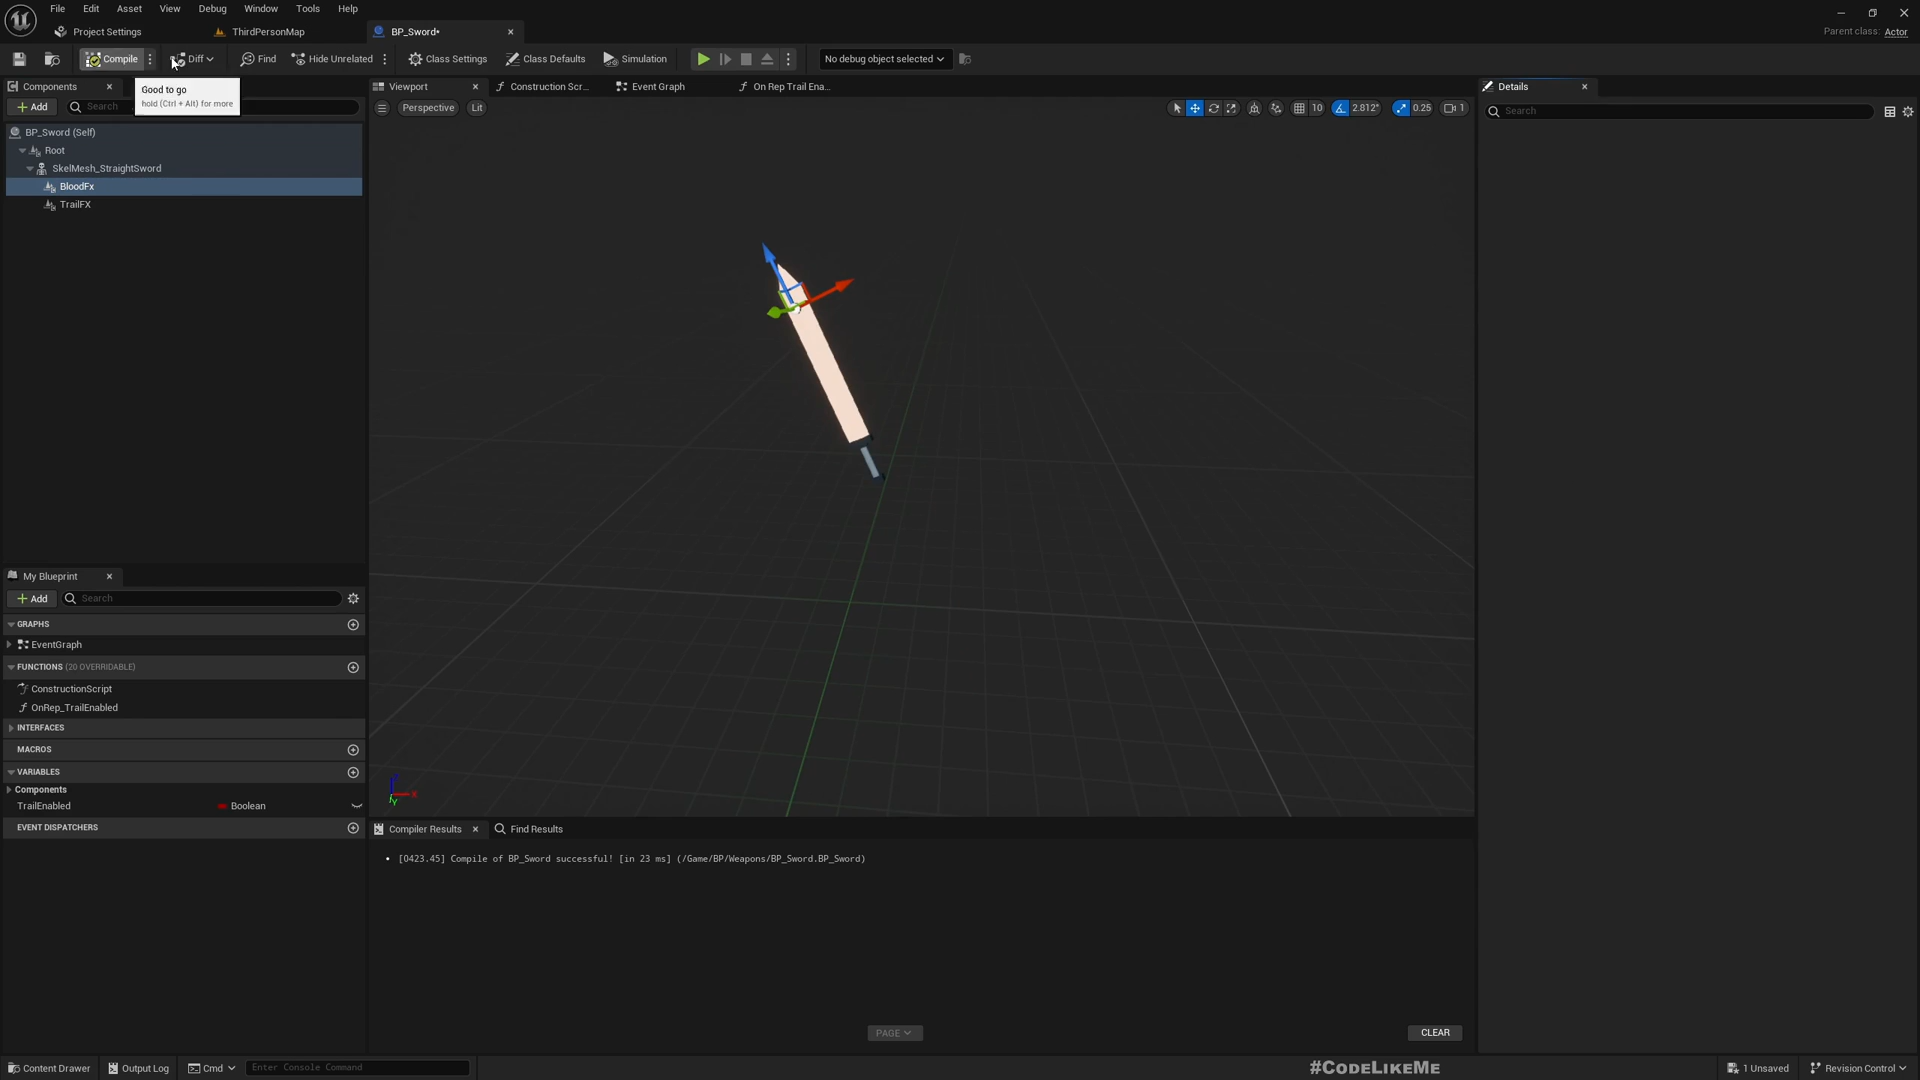 File Edit Asset View Debug Window Tools Help
Project Settings ThirdPersonMap BP_Sword* Parent class: Actor
Compile Diff Find Hide Unrelated Class Settings Class Defaults Simulation No debug object selected
Good to go
hold (Ctrl + Alt) for more
Components
Add Search
BP_Sword (Self)
Root
SkelMesh_StraightSword
BloodFx
TrailFX
Viewport Construction Scr... Event Graph On Rep Trail Ena...
Perspective Lit 10 2.812° 0.25 1
Details
Search
My Blueprint
Add Search
GRAPHS
EventGraph
FUNCTIONS (20 OVERRIDABLE)
ConstructionScript
OnRep_TrailEnabled
INTERFACES
MACROS
VARIABLES
Components
TrailEnabled Boolean
EVENT DISPATCHERS
Z
X
Y
Compiler Results Find Results
[0423.45] Compile of BP_Sword successful! [in 23 ms] (/Game/BP/Weapons/BP_Sword.BP_Sword)
PAGE CLEAR
Content Drawer Output Log Cmd Enter Console Command #CodeLikeMe 1 Unsaved Revision Control